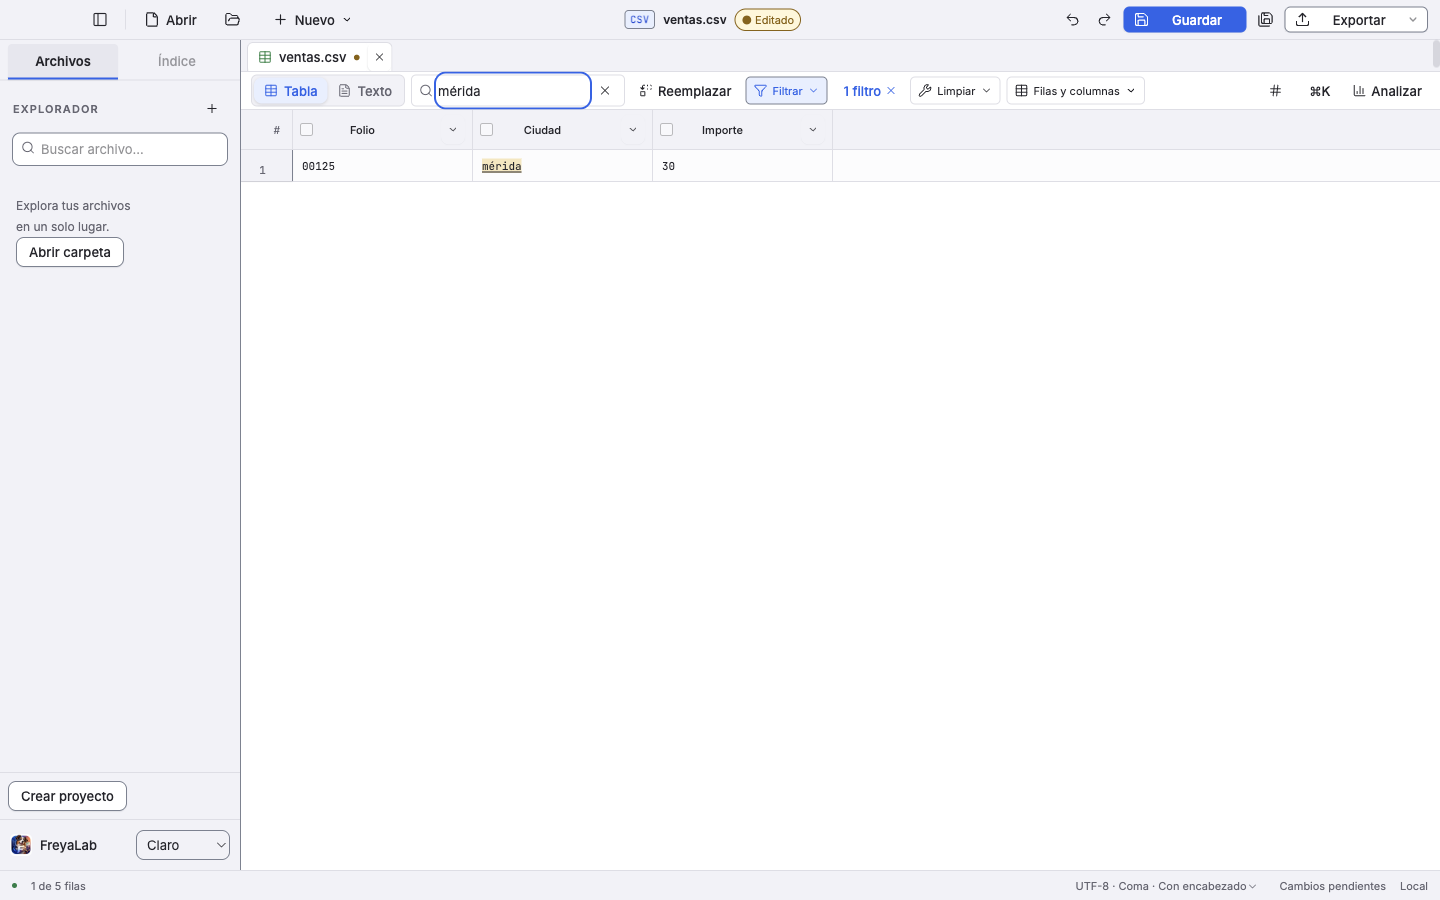 Abrir
Nuevo
CSV ventas.csv Editado
Guardar
Exportar
Archivos
Índice
ventas.csv
Tabla
Texto
mérida
Reemplazar
Filtrar
1 filtro
Limpiar
Filas y columnas
#
⌘K
Analizar
EXPLORADOR
Buscar archivo...
Explora tus archivos
en un solo lugar.
Abrir carpeta
# Folio Ciudad Importe
1 00125 mérida 30
Crear proyecto
FreyaLab
Claro
1 de 5 filas
UTF-8 · Coma · Con encabezado
Cambios pendientes
Local